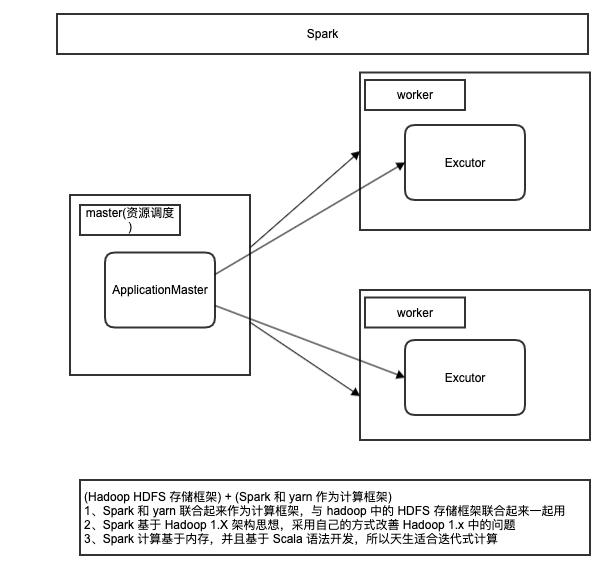 Spark
worker
Excutor
master(资源调度
)
ApplicationMaster
worker
Excutor
(Hadoop HDFS 存储框架) + (Spark 和 yarn 作为计算框架)
1、Spark 和 yarn 联合起来作为计算框架，与 hadoop 中的 HDFS 存储框架联合起来一起用
2、Spark 基于 Hadoop 1.X 架构思想，采用自己的方式改善 Hadoop 1.x 中的问题
3、Spark 计算基于内存，并且基于 Scala 语法开发，所以天生适合迭代式计算